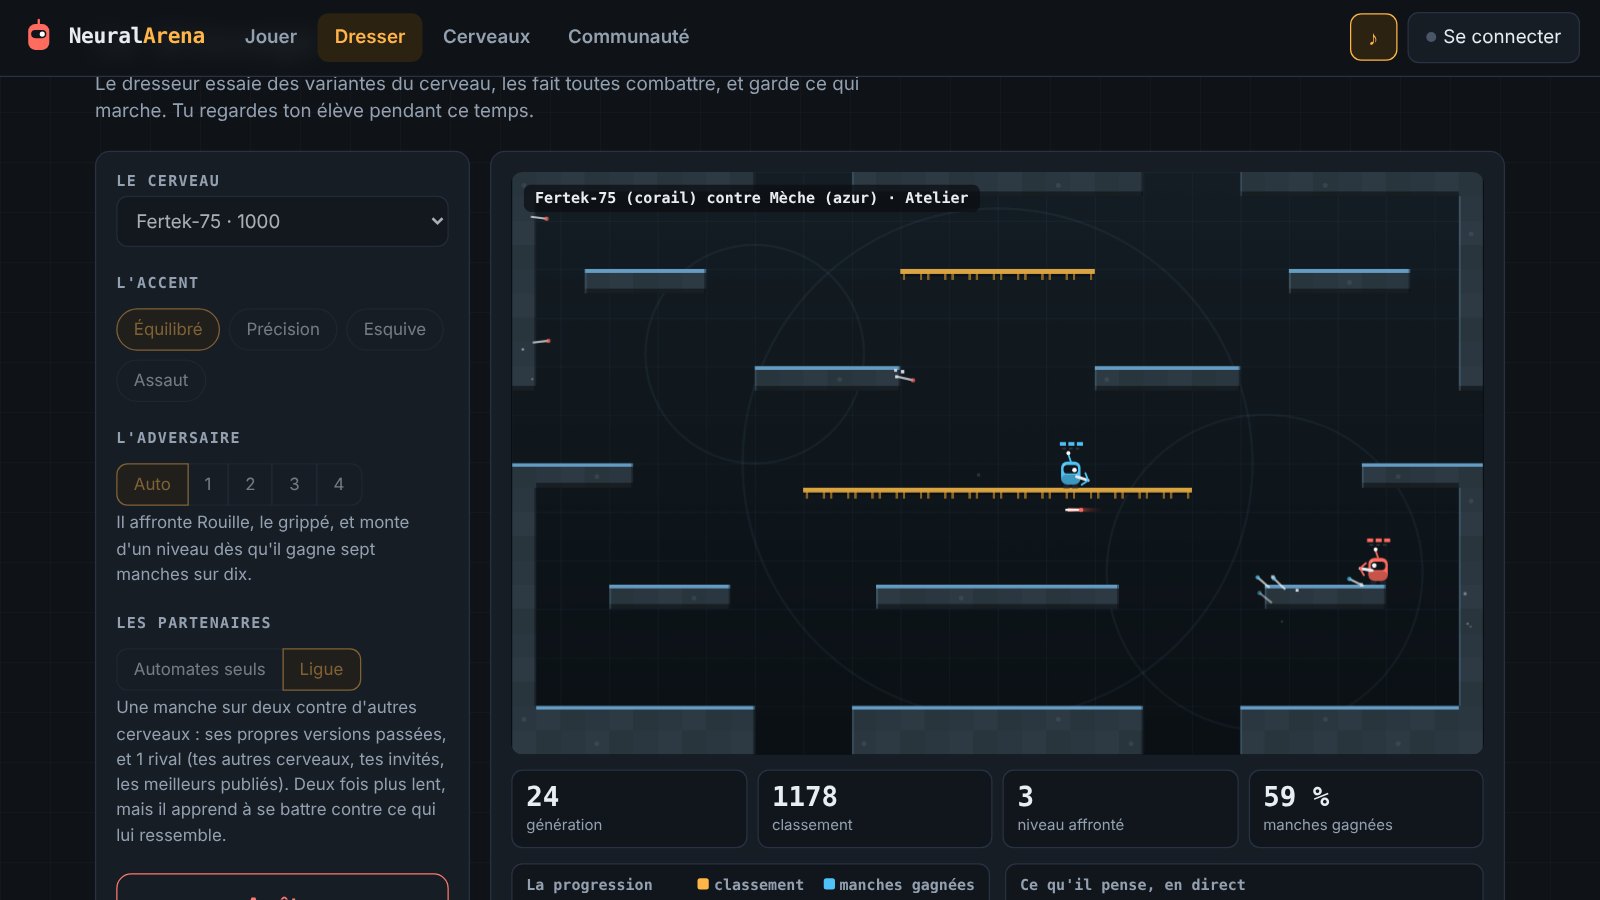 NeuralArena
Jouer
Dresser
Cerveaux
Communauté
♪
Se connecter
Le dresseur essaie des variantes du cerveau, les fait toutes combattre, et garde ce qui
marche. Tu regardes ton élève pendant ce temps.
LE CERVEAU
Fertek-75 · 1000
L'ACCENT
Équilibré
Précision
Esquive
Assaut
L'ADVERSAIRE
Auto
1
2
3
4
Il affronte Rouille, le grippé, et monte
d'un niveau dès qu'il gagne sept
manches sur dix.
LES PARTENAIRES
Automates seuls
Ligue
Une manche sur deux contre d'autres
cerveaux : ses propres versions passées,
et 1 rival (tes autres cerveaux, tes invités,
les meilleurs publiés). Deux fois plus lent,
mais il apprend à se battre contre ce qui
lui ressemble.
Fertek-75 (corail) contre Mèche (azur) · Atelier
24
génération
1178
classement
3
niveau affronté
59 %
manches gagnées
La progression
classement
manches gagnées
Ce qu'il pense, en direct